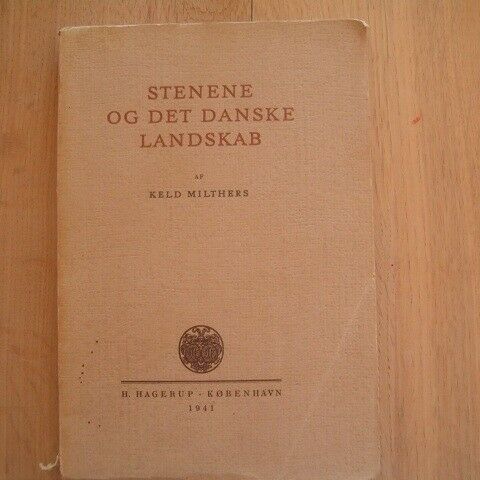 STENENE
OG DET DANSKE
LANDSKAB
AF
KELD MILTHERS
H. HAGERUP · KØBENHAVN
1941